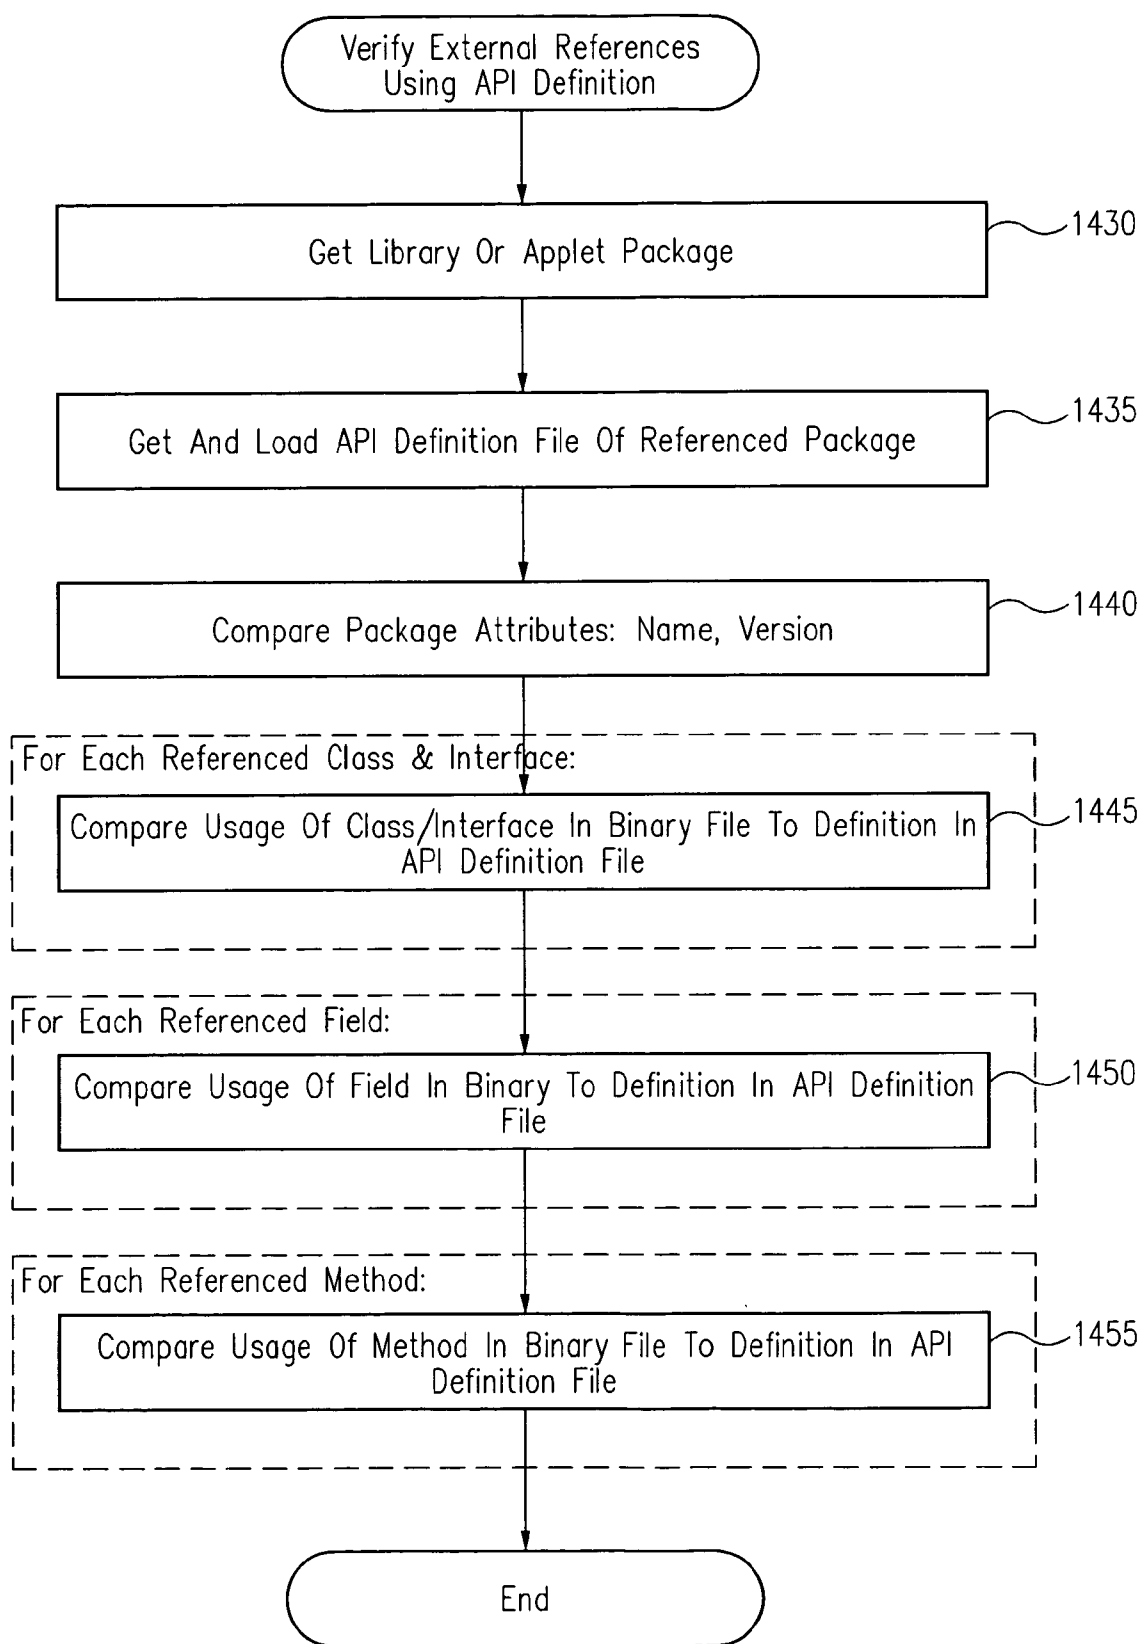 Verify External References
Using API Definition
Get Library Or Applet Package
1430
Get And Load API Definition File Of Referenced Package
1435
Compare Package Attributes: Name, Version
1440
For Each Referenced Class & Interface:
Compare Usage Of Class/Interface In Binary File To Definition In
API Definition File
1445
For Each Referenced Field:
Compare Usage Of Field In Binary To Definition In API Definition
File
1450
For Each Referenced Method:
Compare Usage Of Method In Binary File To Definition In API
Definition File
1455
End